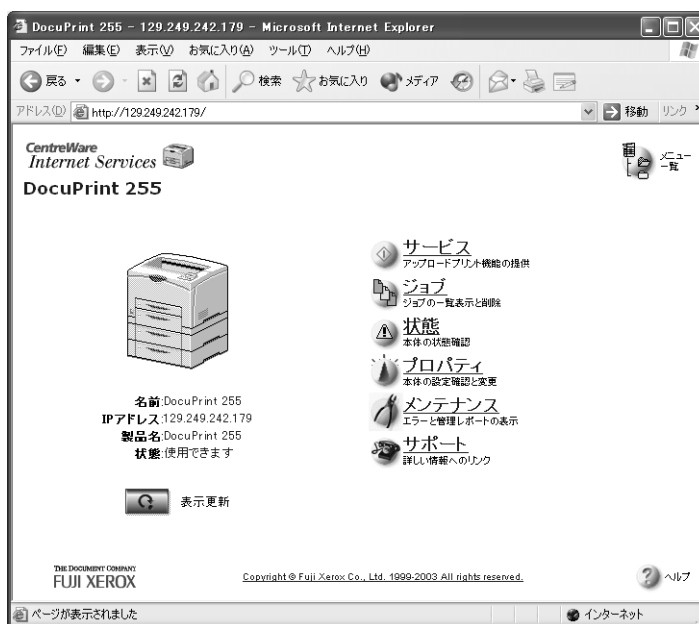 DocuPrint 255 - 129.249.242.179 - Microsoft Internet Explorer
ファイル(F) 編集(E) 表示(V) お気に入り(A) ツール(T) ヘルプ(H)
戻る 検索 お気に入り メディア
アドレス(D) http://129.249.242.179/ 移動 リンク »
CentreWare
Internet Services
メニュー
一覧
DocuPrint 255
サービス
アップロードプリント機能の提供
ジョブ
ジョブの一覧表示と削除
状態
本体の状態確認
プロパティ
本体の設定確認と変更
メンテナンス
エラーと管理レポートの表示
サポート
詳しい情報へのリンク
名前:DocuPrint 255
IPアドレス:129.249.242.179
製品名:DocuPrint 255
状態:使用できます
表示更新
THE DOCUMENT COMPANY
FUJI XEROX
Copyright © Fuji Xerox Co., Ltd. 1999-2003 All rights reserved.
ヘルプ
ページが表示されました インターネット